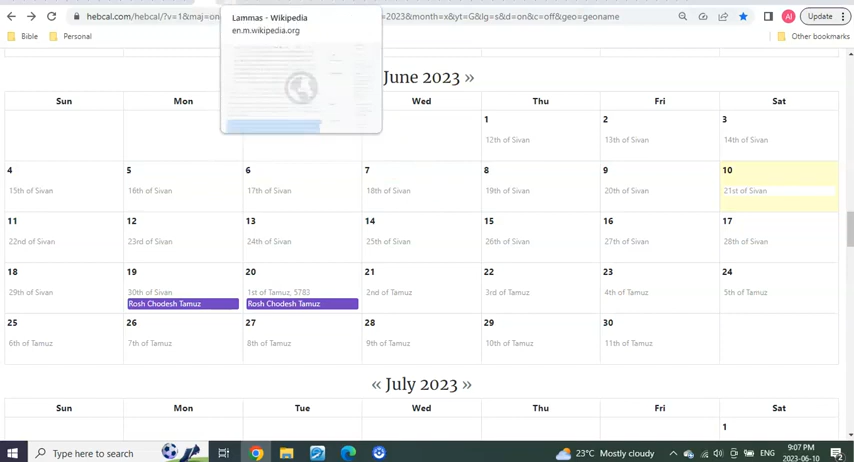 hebcal.com/hebcal/?v=1&maj=on
=2023&month=x&yt=G&lg=s&d=on&c=off&geo=geoname
AI
Update
Bible
Personal
Other bookmarks
Lammas - Wikipedia
en.m.wikipedia.org
June 2023 »
Sun Mon Wed Thu Fri Sat
1 2 3
12th of Sivan 13th of Sivan 14th of Sivan
4 5 6 7 8 9 10
15th of Sivan 16th of Sivan 17th of Sivan 18th of Sivan 19th of Sivan 20th of Sivan 21st of Sivan
11 12 13 14 15 16 17
22nd of Sivan 23rd of Sivan 24th of Sivan 25th of Sivan 26th of Sivan 27th of Sivan 28th of Sivan
18 19 20 21 22 23 24
29th of Sivan 30th of Sivan 1st of Tamuz, 5783 2nd of Tamuz 3rd of Tamuz 4th of Tamuz 5th of Tamuz
Rosh Chodesh Tamuz Rosh Chodesh Tamuz
25 26 27 28 29 30
6th of Tamuz 7th of Tamuz 8th of Tamuz 9th of Tamuz 10th of Tamuz 11th of Tamuz
« July 2023 »
Sun Mon Tue Wed Thu Fri Sat
1
Type here to search
23°C Mostly cloudy
ENG
9:07 PM
2023-06-10
2